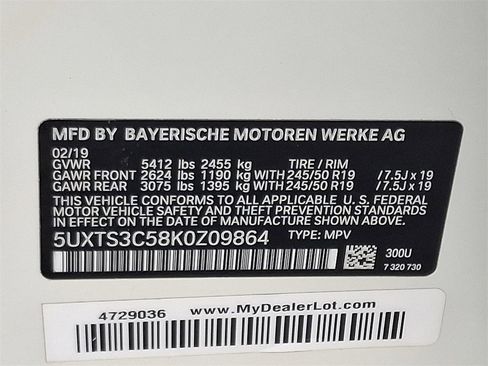 MFD BY BAYERISCHE MOTOREN WERKE AG
02/19
GVWR 5412 lbs 2455 kg TIRE / RIM
GAWR FRONT 2624 lbs 1190 kg WITH 245/50 R19 / 7.5J x 19
GAWR REAR 3075 lbs 1395 kg WITH 245/50 R19 / 7.5J x 19
THIS VEHICLE CONFORMS TO ALL APPLICABLE U. S. FEDERAL
MOTOR VEHICLE SAFETY AND THEFT PREVENTION STANDARDS IN
EFFECT ON THE DATE OF MANUFACTURE SHOWN ABOVE.
5UXTS3C58K0Z09864 TYPE: MPV
300U
7 320 730
4729036 www.MyDealerLot.com